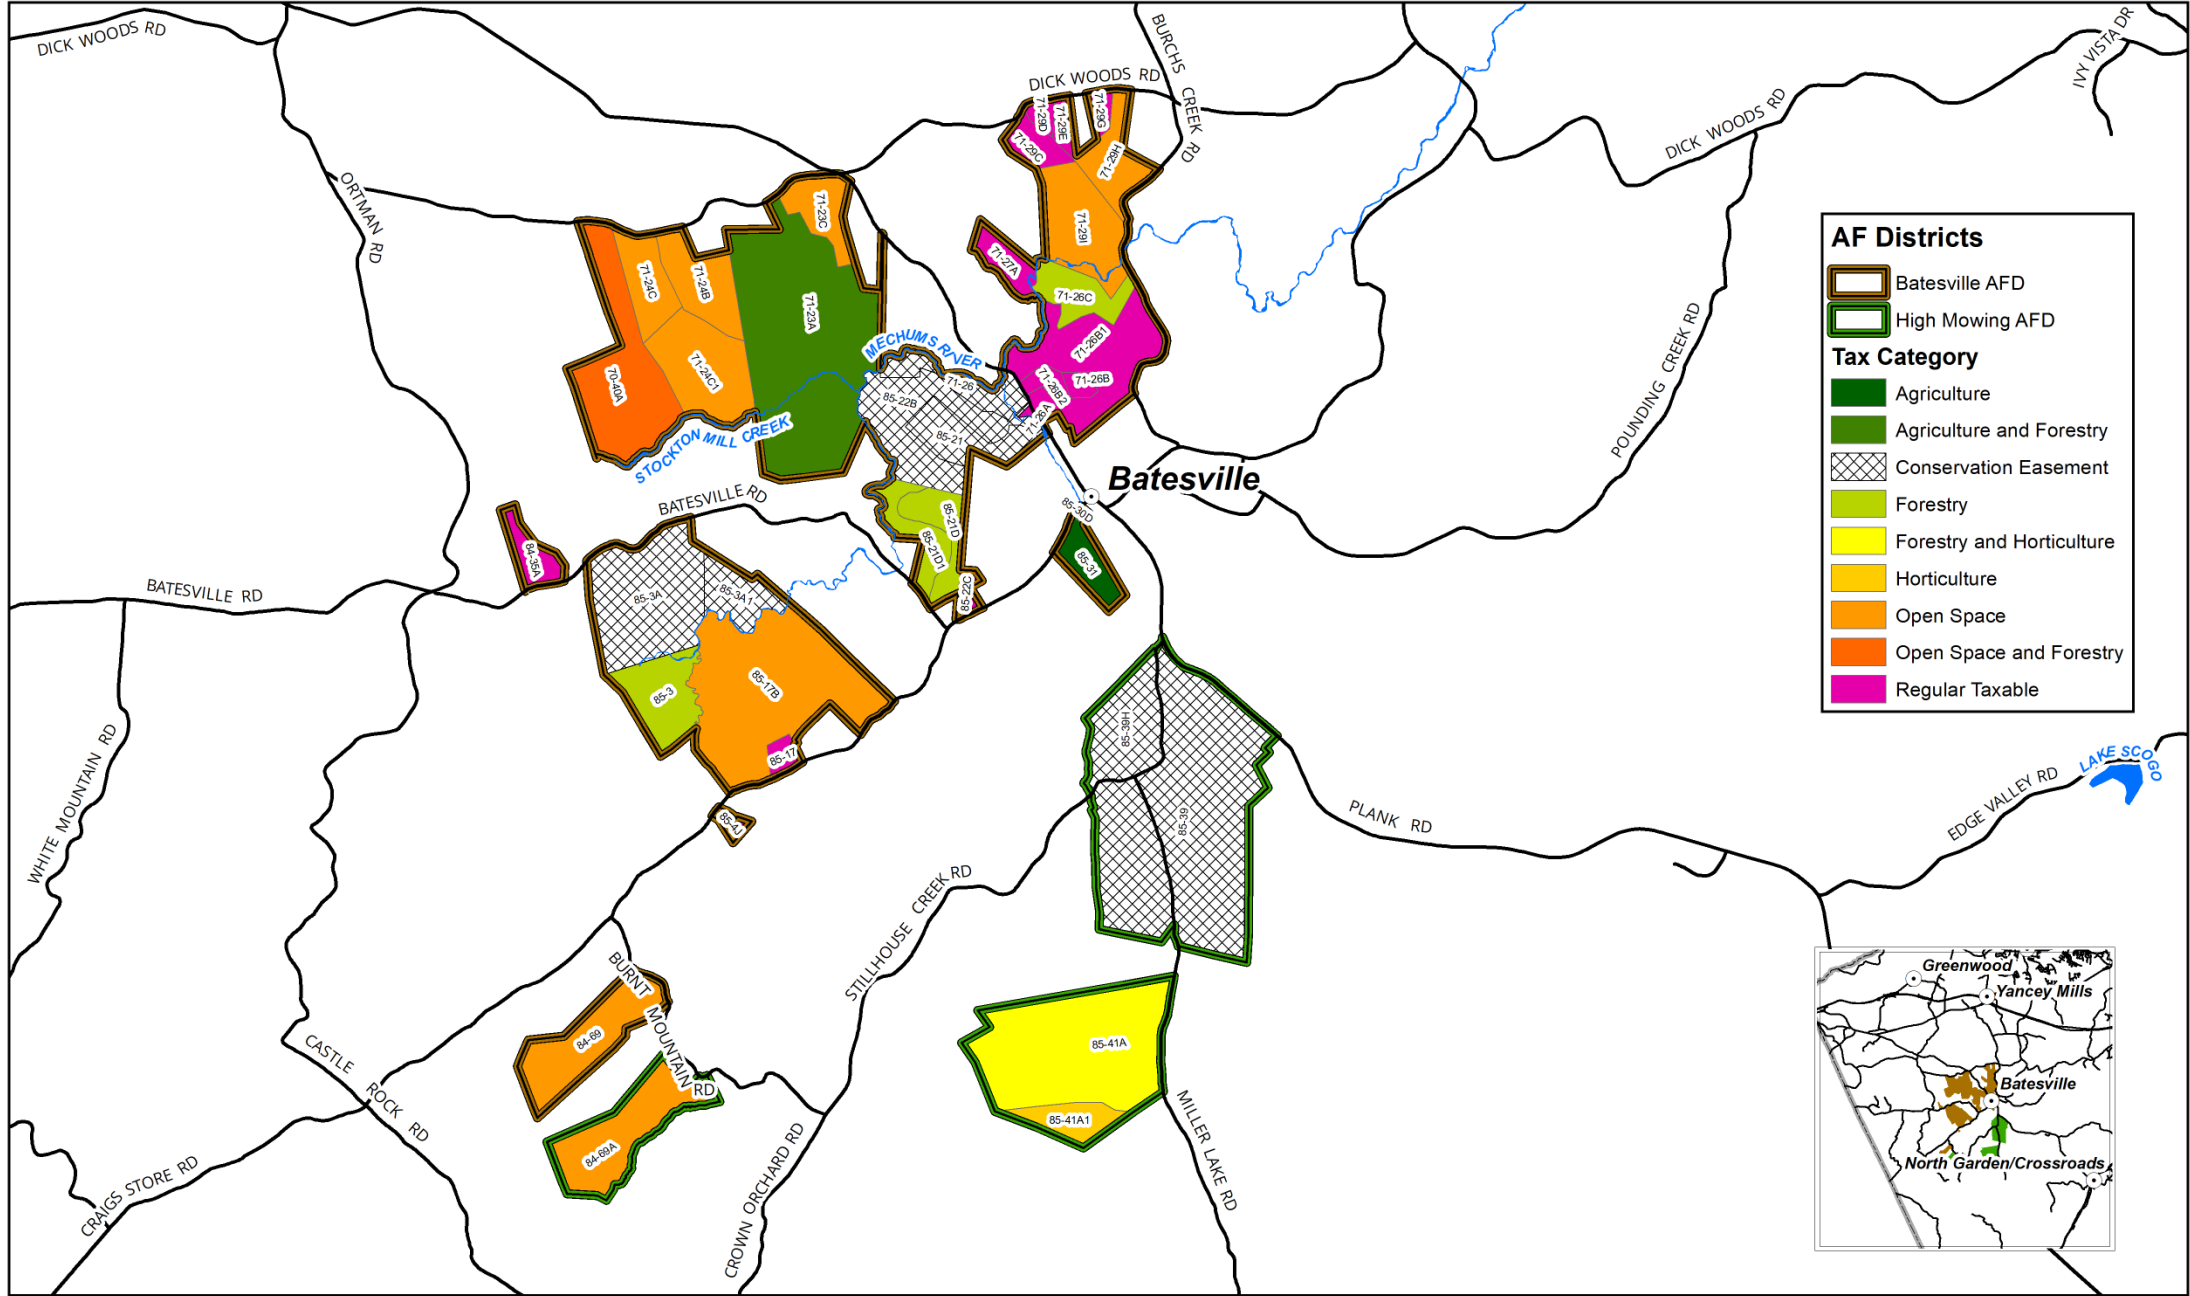 DICK WOODS RD
BURCHS CREEK RD
DICK WOODS RD
IVY VISTA DR
DICK WOODS RD
ORTMAN RD
71-29D
71-29E
71-29G
71-29C
71-29H
71-29I
71-23C
71-24C
71-24B
71-23A
71-27A
71-26C
71-26B1
71-26B
71-26B2
71-26A
MECHUMS RIVER
71-26
85-22B
85-21
71-24C1
70-40A
STOCKTON MILL CREEK
POUNDING CREEK RD
Batesville
BATESVILLE RD
85-30D
85-21D
85-21D1
85-22C
85-31
84-35A
BATESVILLE RD
85-3A
85-3A1
85-3
85-17B
85-17
85-4J
WHITE MOUNTAIN RD
85-39H
85-39
PLANK RD
EDGE VALLEY RD
LAKE SCOGO
STILLHOUSE CREEK RD
BURNT MOUNTAIN RD
84-69
84-69A
85-41A
85-41A1
CASTLE ROCK RD
CRAIGS STORE RD
CROWN ORCHARD RD
MILLER LAKE RD
AF Districts
Batesville AFD
High Mowing AFD
Tax Category
Agriculture
Agriculture and Forestry
Conservation Easement
Forestry
Forestry and Horticulture
Horticulture
Open Space
Open Space and Forestry
Regular Taxable
Greenwood
Yancey Mills
Batesville
North Garden/Crossroads